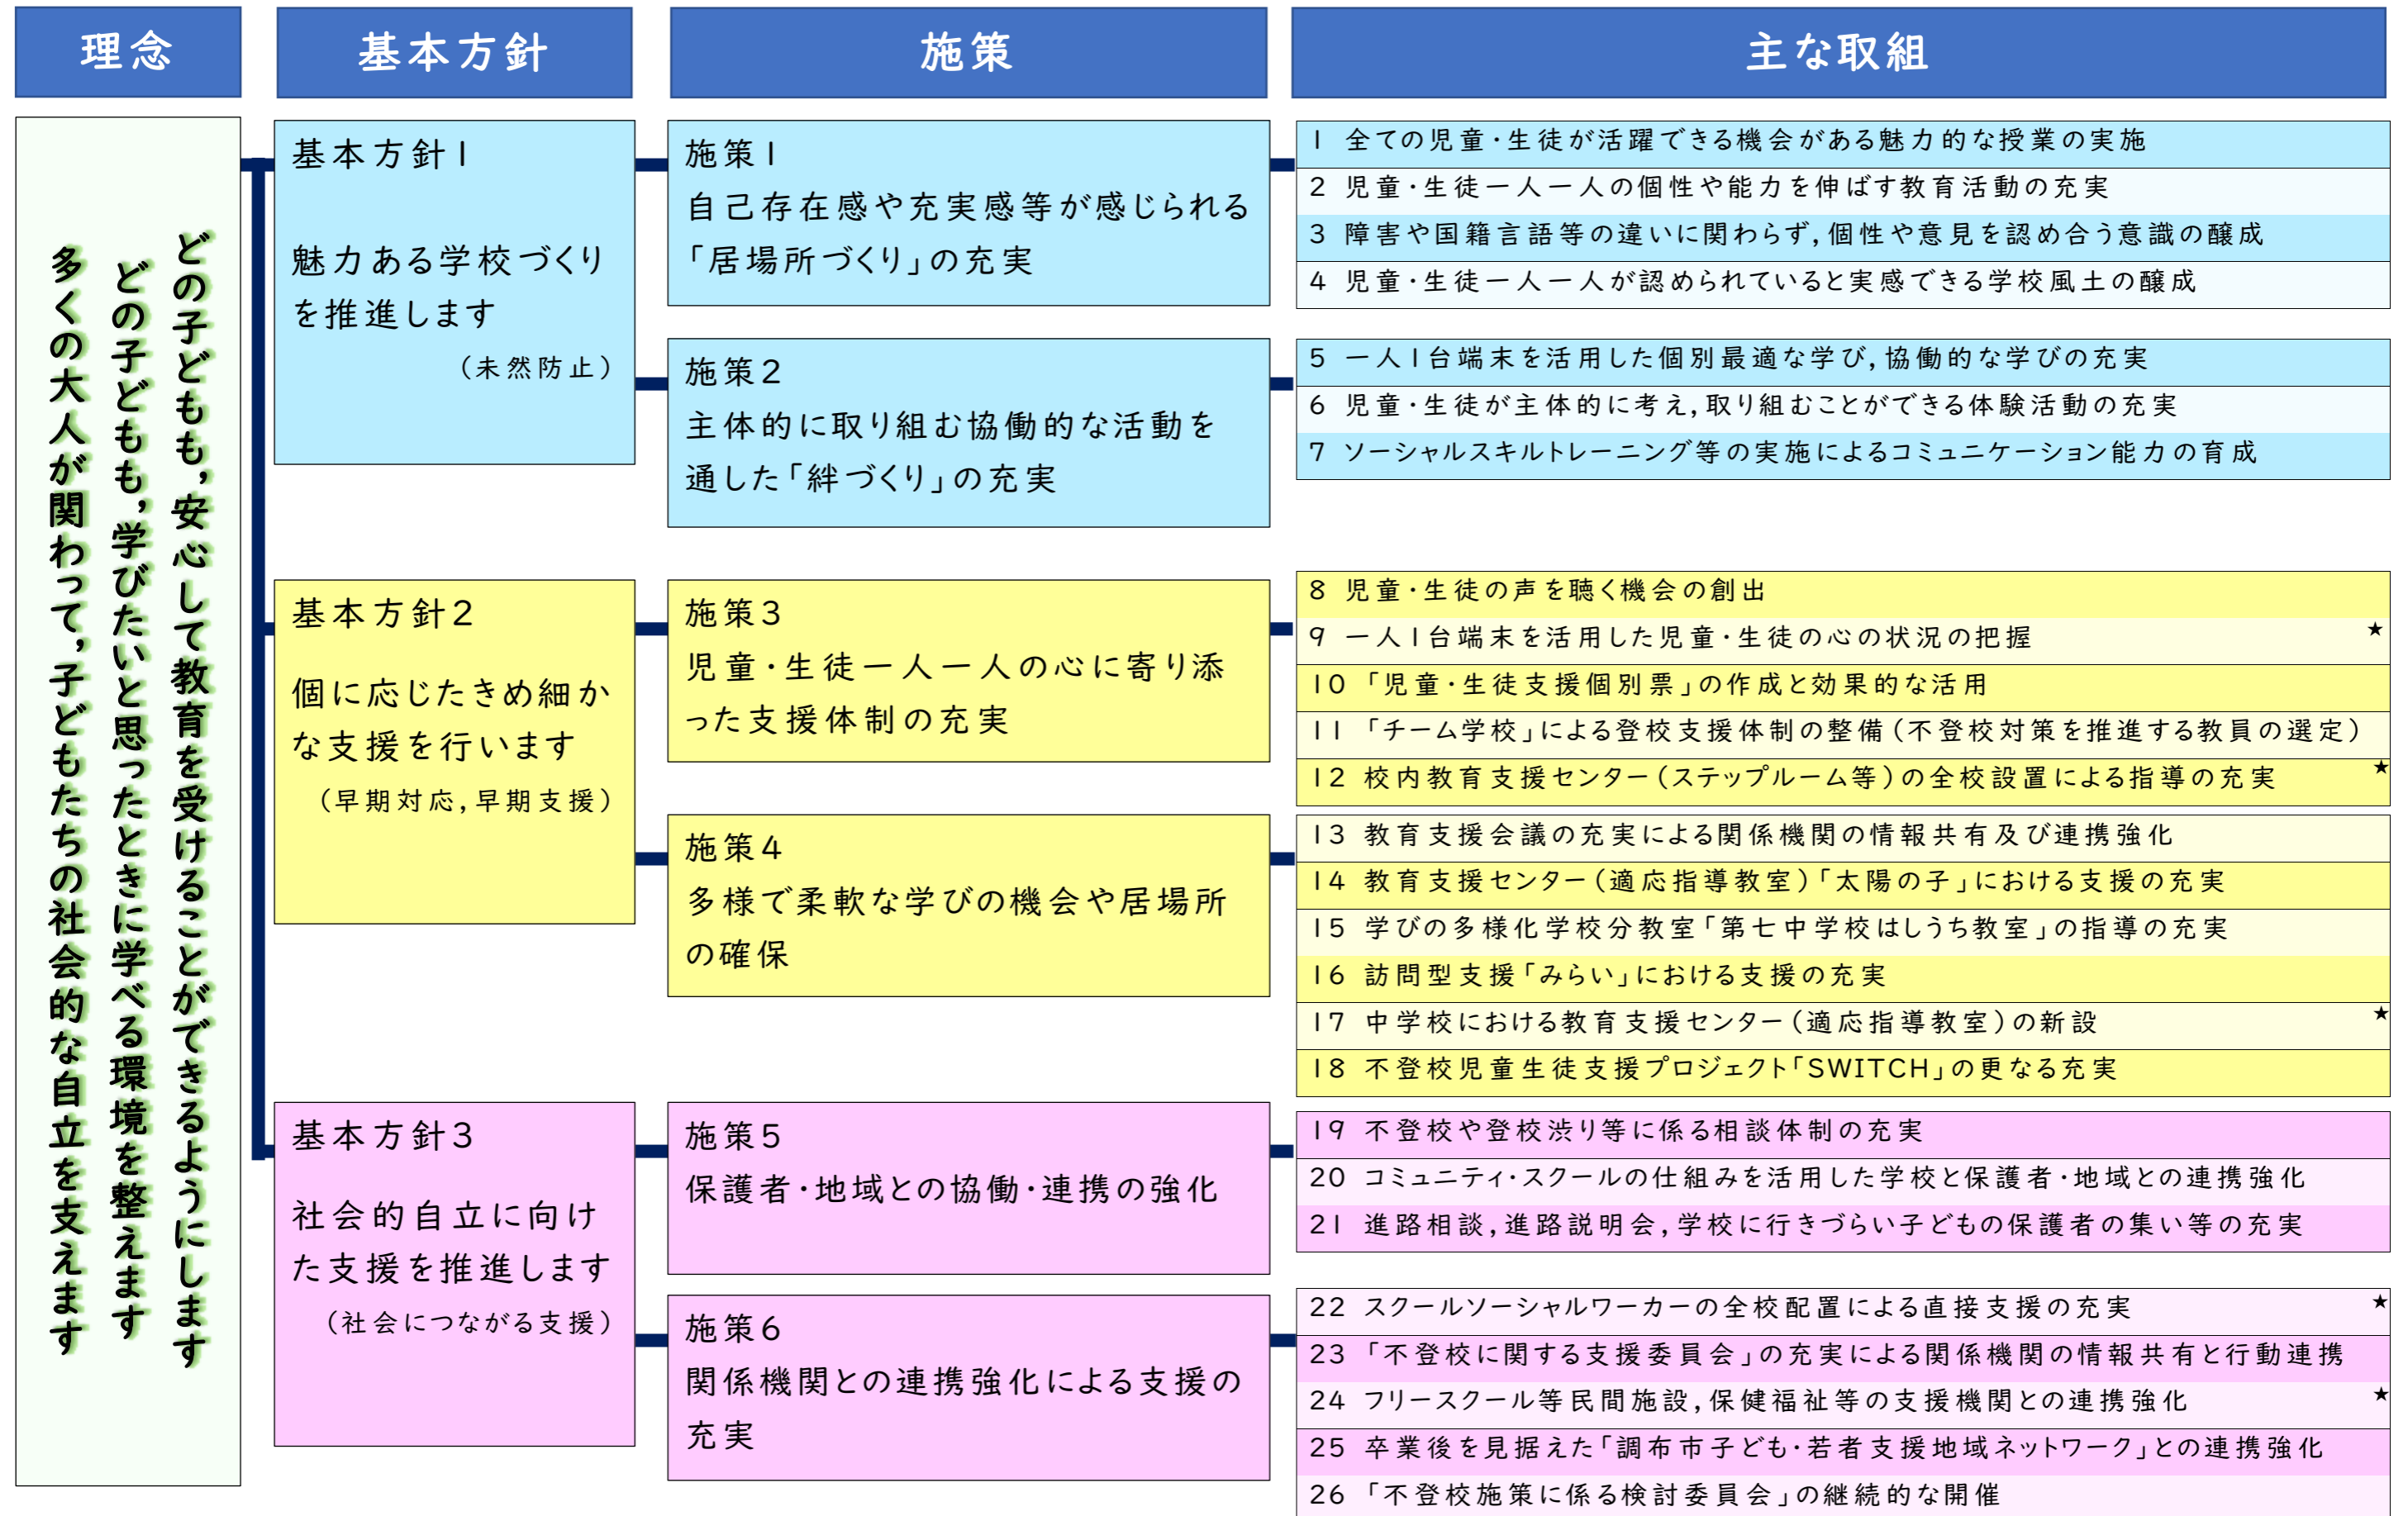 理念
基本方針
施策
主な取組
どの子どもも,安心して教育を受けることができるようにします
どの子どもも,学びたいと思ったときに学べる環境を整えます
多くの大人が関わって,子どもたちの社会的な自立を支えます
基本方針1
魅力ある学校づくり
を推進します
(未然防止)
施策1
自己存在感や充実感等が感じられる
「居場所づくり」の充実
1 全ての児童・生徒が活躍できる機会がある魅力的な授業の実施
2 児童・生徒一人一人の個性や能力を伸ばす教育活動の充実
3 障害や国籍言語等の違いに関わらず,個性や意見を認め合う意識の醸成
4 児童・生徒一人一人が認められていると実感できる学校風土の醸成
施策2
主体的に取り組む協働的な活動を
通した「絆づくり」の充実
5 一人1台端末を活用した個別最適な学び,協働的な学びの充実
6 児童・生徒が主体的に考え,取り組むことができる体験活動の充実
7 ソーシャルスキルトレーニング等の実施によるコミュニケーション能力の育成
基本方針2
個に応じたきめ細か
な支援を行います
(早期対応,早期支援)
施策3
児童・生徒一人一人の心に寄り添
った支援体制の充実
8 児童・生徒の声を聴く機会の創出
9 一人1台端末を活用した児童・生徒の心の状況の把握 ★
10 「児童・生徒支援個別票」の作成と効果的な活用
11 「チーム学校」による登校支援体制の整備(不登校対策を推進する教員の選定)
12 校内教育支援センター(ステップルーム等)の全校設置による指導の充実 ★
施策4
多様で柔軟な学びの機会や居場所
の確保
13 教育支援会議の充実による関係機関の情報共有及び連携強化
14 教育支援センター(適応指導教室)「太陽の子」における支援の充実
15 学びの多様化学校分教室「第七中学校はしうち教室」の指導の充実
16 訪問型支援「みらい」における支援の充実
17 中学校における教育支援センター(適応指導教室)の新設 ★
18 不登校児童生徒支援プロジェクト「SWITCH」の更なる充実
基本方針3
社会的自立に向け
た支援を推進します
(社会につながる支援)
施策5
保護者・地域との協働・連携の強化
19 不登校や登校渋り等に係る相談体制の充実
20 コミュニティ・スクールの仕組みを活用した学校と保護者・地域との連携強化
21 進路相談,進路説明会,学校に行きづらい子どもの保護者の集い等の充実
施策6
関係機関との連携強化による支援の
充実
22 スクールソーシャルワーカーの全校配置による直接支援の充実 ★
23 「不登校に関する支援委員会」の充実による関係機関の情報共有と行動連携
24 フリースクール等民間施設,保健福祉等の支援機関との連携強化 ★
25 卒業後を見据えた「調布市子ども・若者支援地域ネットワーク」との連携強化
26 「不登校施策に係る検討委員会」の継続的な開催